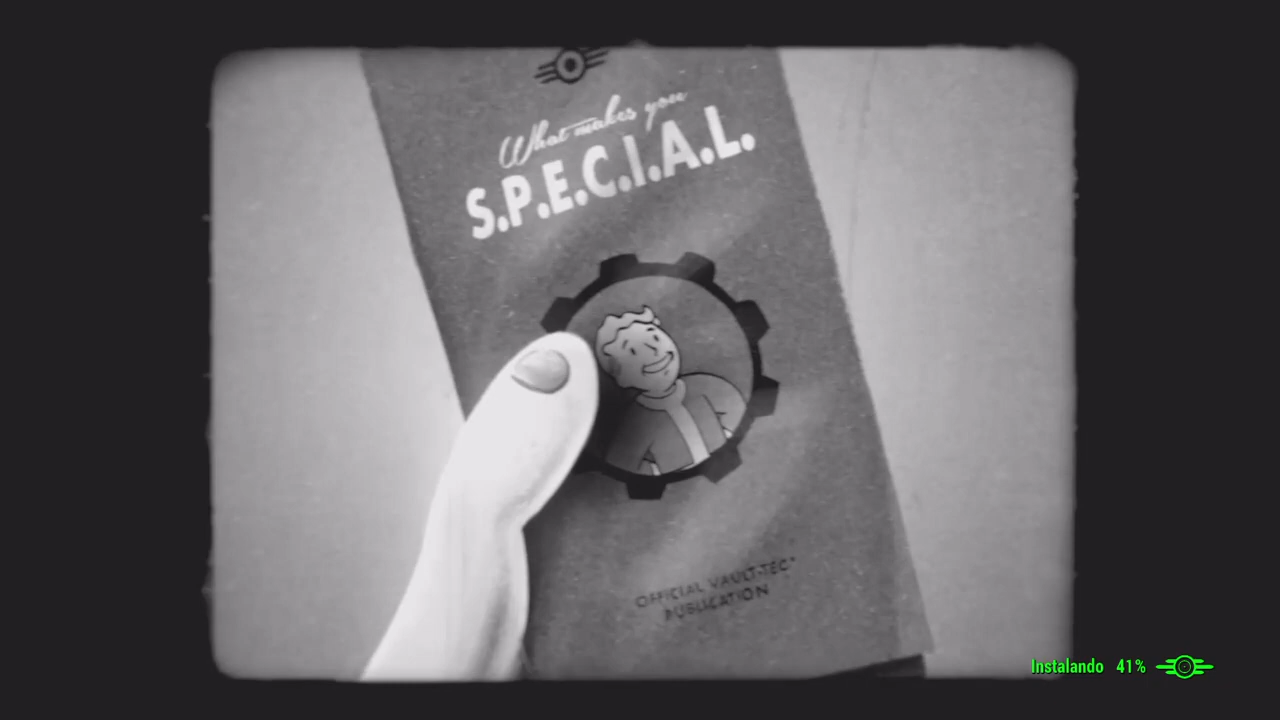 What makes you
S.P.E.C.I.A.L.
OFFICIAL VAULT-TEC
PUBLICATION
Instalando 41%